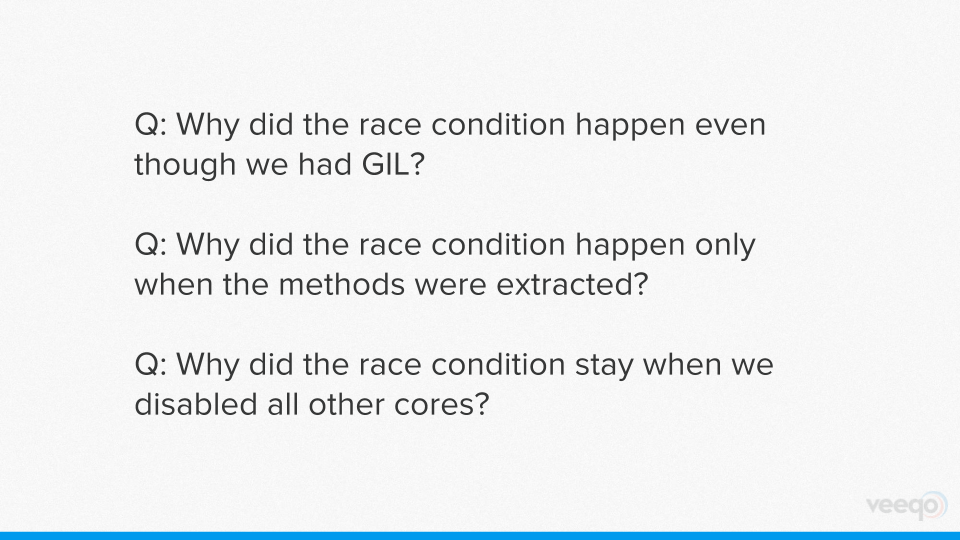 Q: Why did the race condition happen even
though we had GIL?
Q: Why did the race condition happen only
when the methods were extracted?
Q: Why did the race condition stay when we
disabled all other cores?
veeqo